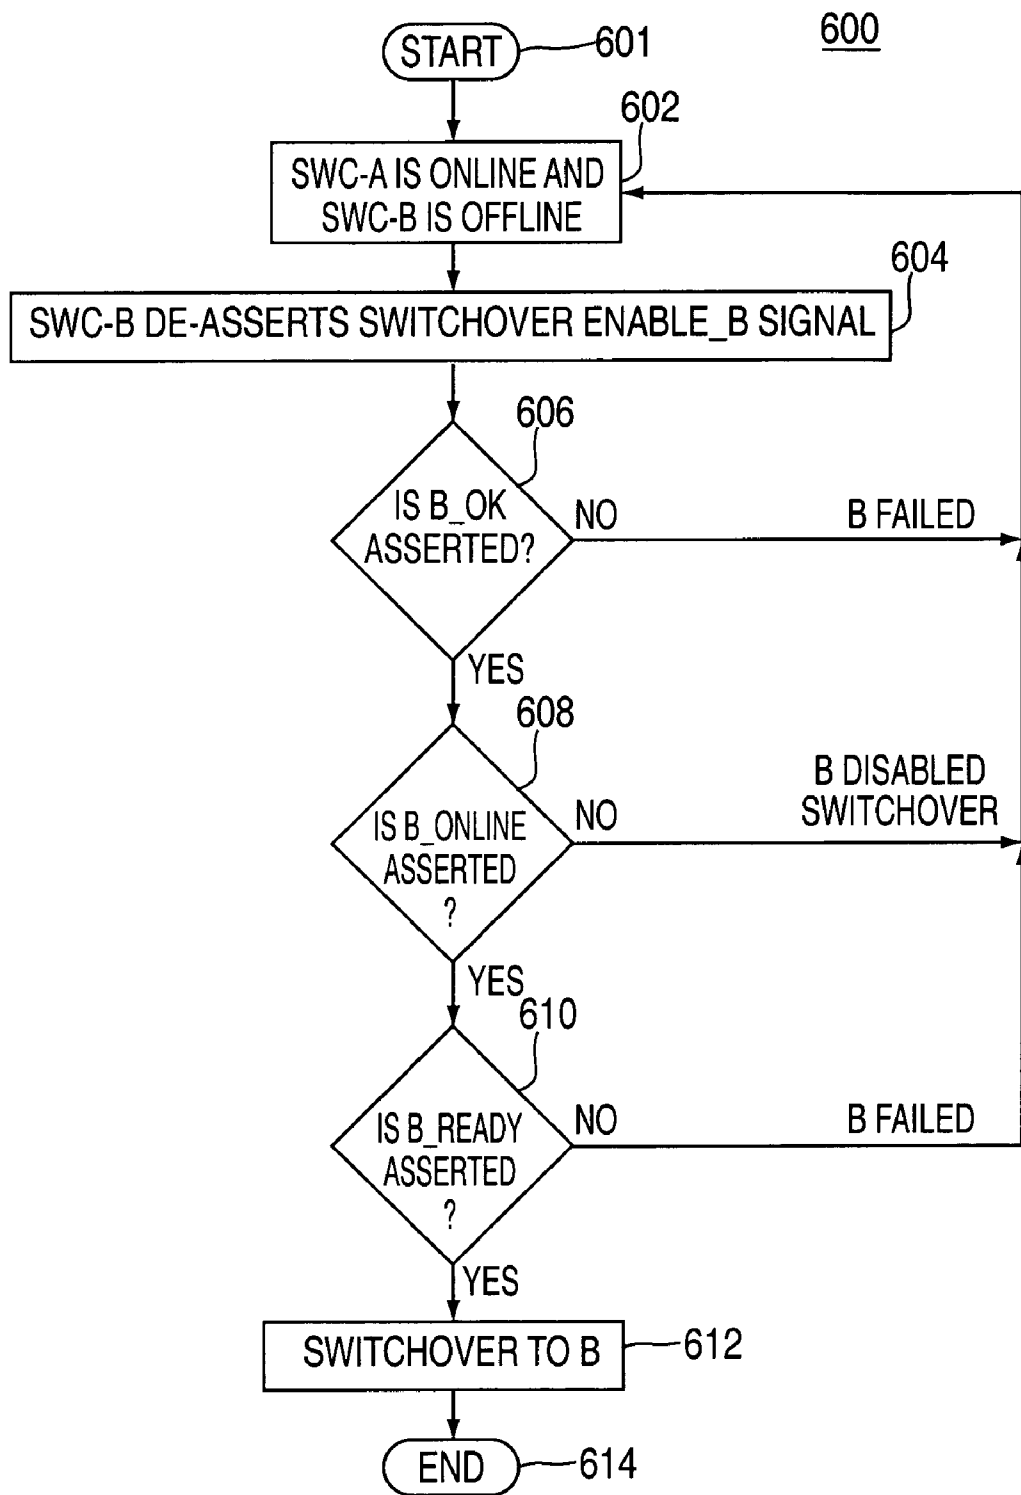 600
START
601
602
SWC-A IS ONLINE AND
SWC-B IS OFFLINE
604
SWC-B DE-ASSERTS SWITCHOVER ENABLE_B SIGNAL
606
IS B_OK
ASSERTED?
NO
B FAILED
YES
608
IS B_ONLINE
ASSERTED
?
NO
B DISABLED
SWITCHOVER
YES
610
IS B_READY
ASSERTED
?
NO
B FAILED
YES
SWITCHOVER TO B
612
END
614